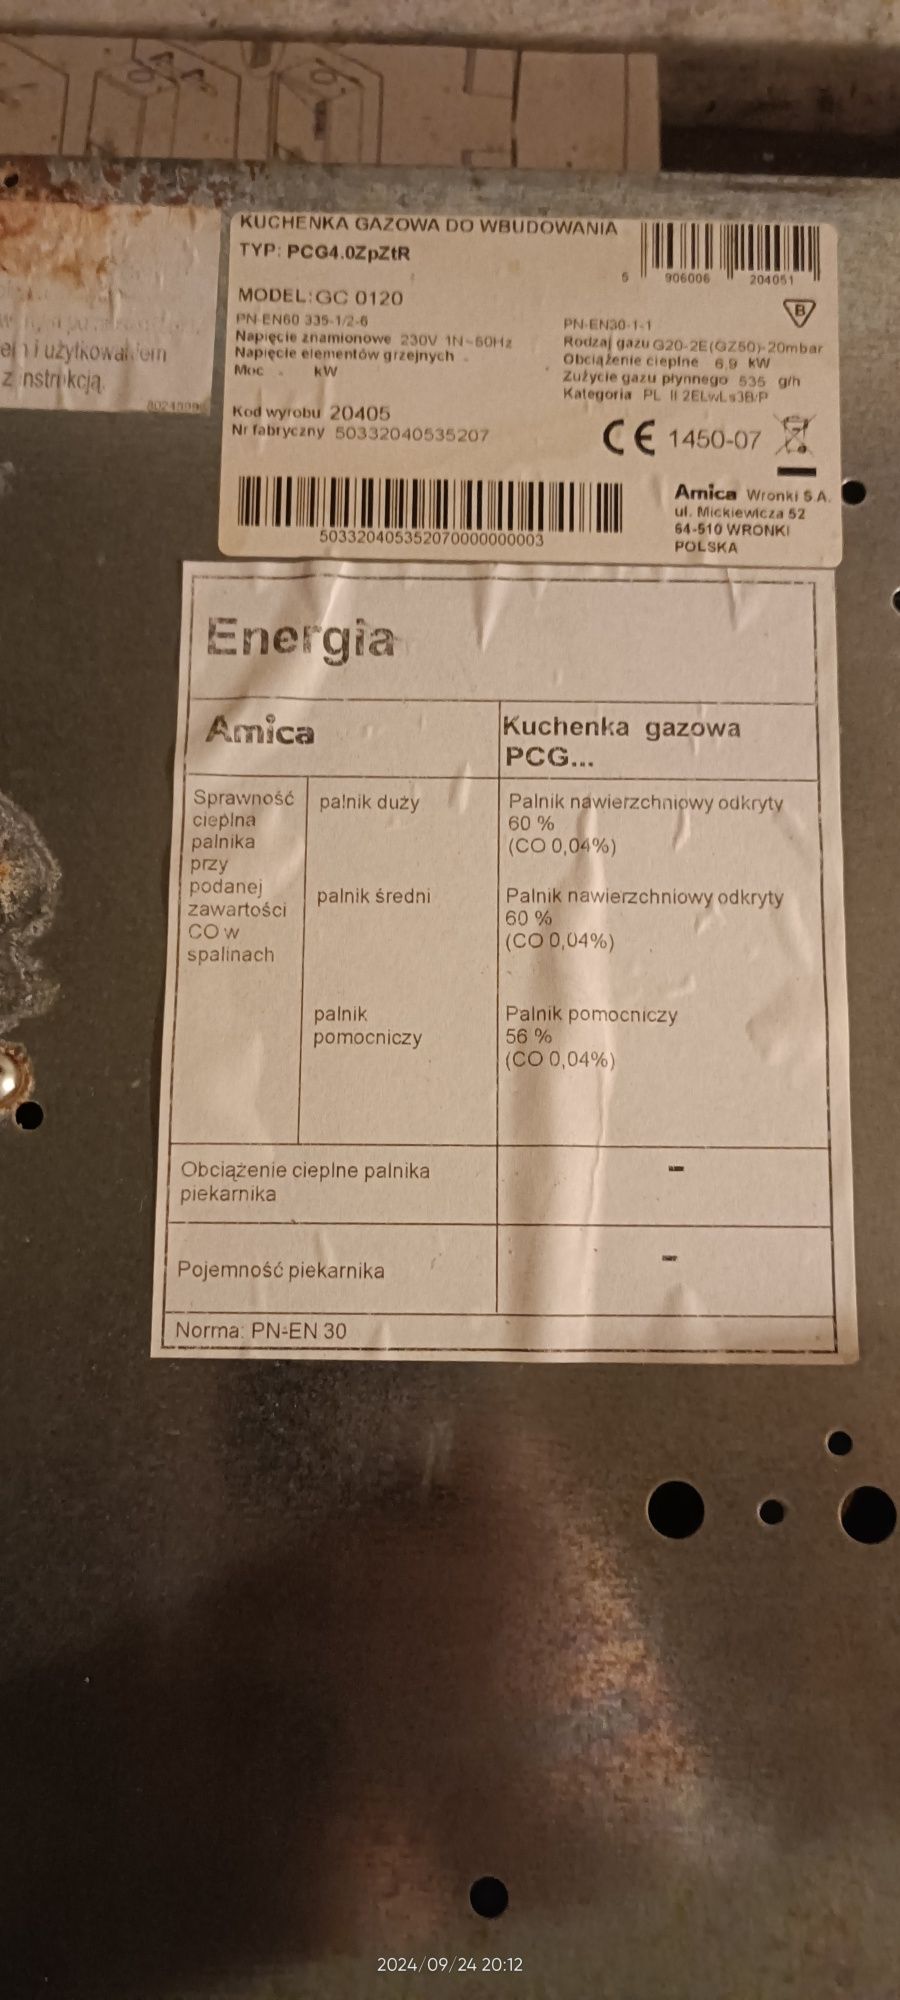 KUCHENKA GAZOWA DO WBUDOWANIA
TYP: PCG4.0ZpZtR
5 906006 204051
MODEL: GC 0120
B
PN-EN60 335-1/2-6
Napięcie znamionowe 230V 1N~50Hz
Napięcie elementów grzejnych -
Moc - kW
PN-EN30-1-1
Rodzaj gazu G20-2E(GZ50)-20mbar
Obciążenie cieplne 6,9 kW
Zużycie gazu płynnego 535 g/h
Kategoria PL II 2ELwLs3B/P
Kod wyrobu 20405
Nr fabryczny 50332040535207
CE 1450-07
503320405352070000000003
Amica Wronki S.A.
ul. Mickiewicza 52
64-510 WRONKI
POLSKA
i użytkowaniem
z instrukcją.
Energia
Amica
Kuchenka gazowa
PCG...
Sprawność
cieplna
palnika
przy
podanej
zawartości
CO w
spalinach
palnik duży
Palnik nawierzchniowy odkryty
60 %
(CO 0,04%)
palnik średni
Palnik nawierzchniowy odkryty
60 %
(CO 0,04%)
palnik
pomocniczy
Palnik pomocniczy
56 %
(CO 0,04%)
Obciążenie cieplne palnika
piekarnika
-
Pojemność piekarnika
-
Norma: PN-EN 30
2024/09/24 20:12